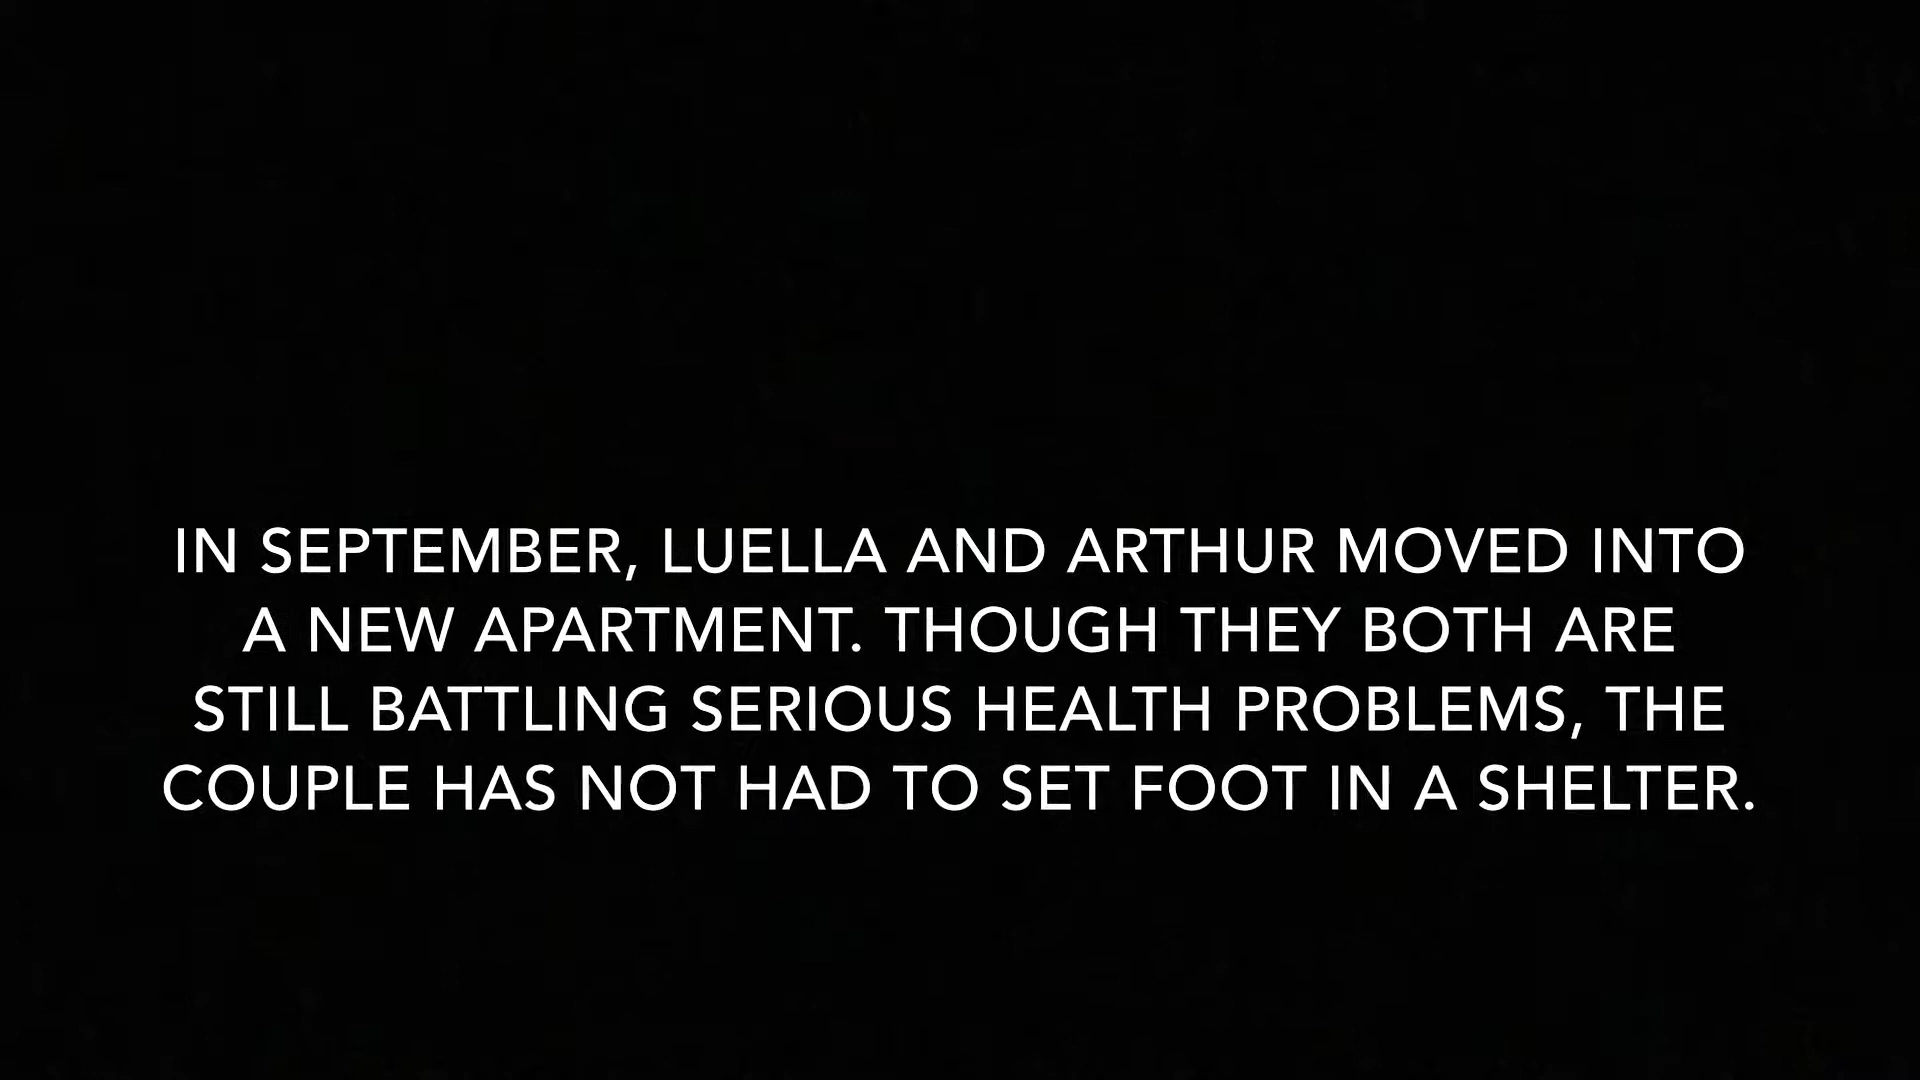 IN SEPTEMBER, LUELLA AND ARTHUR MOVED INTO
A NEW APARTMENT. THOUGH THEY BOTH ARE
STILL BATTLING SERIOUS HEALTH PROBLEMS, THE
COUPLE HAS NOT HAD TO SET FOOT IN A SHELTER.